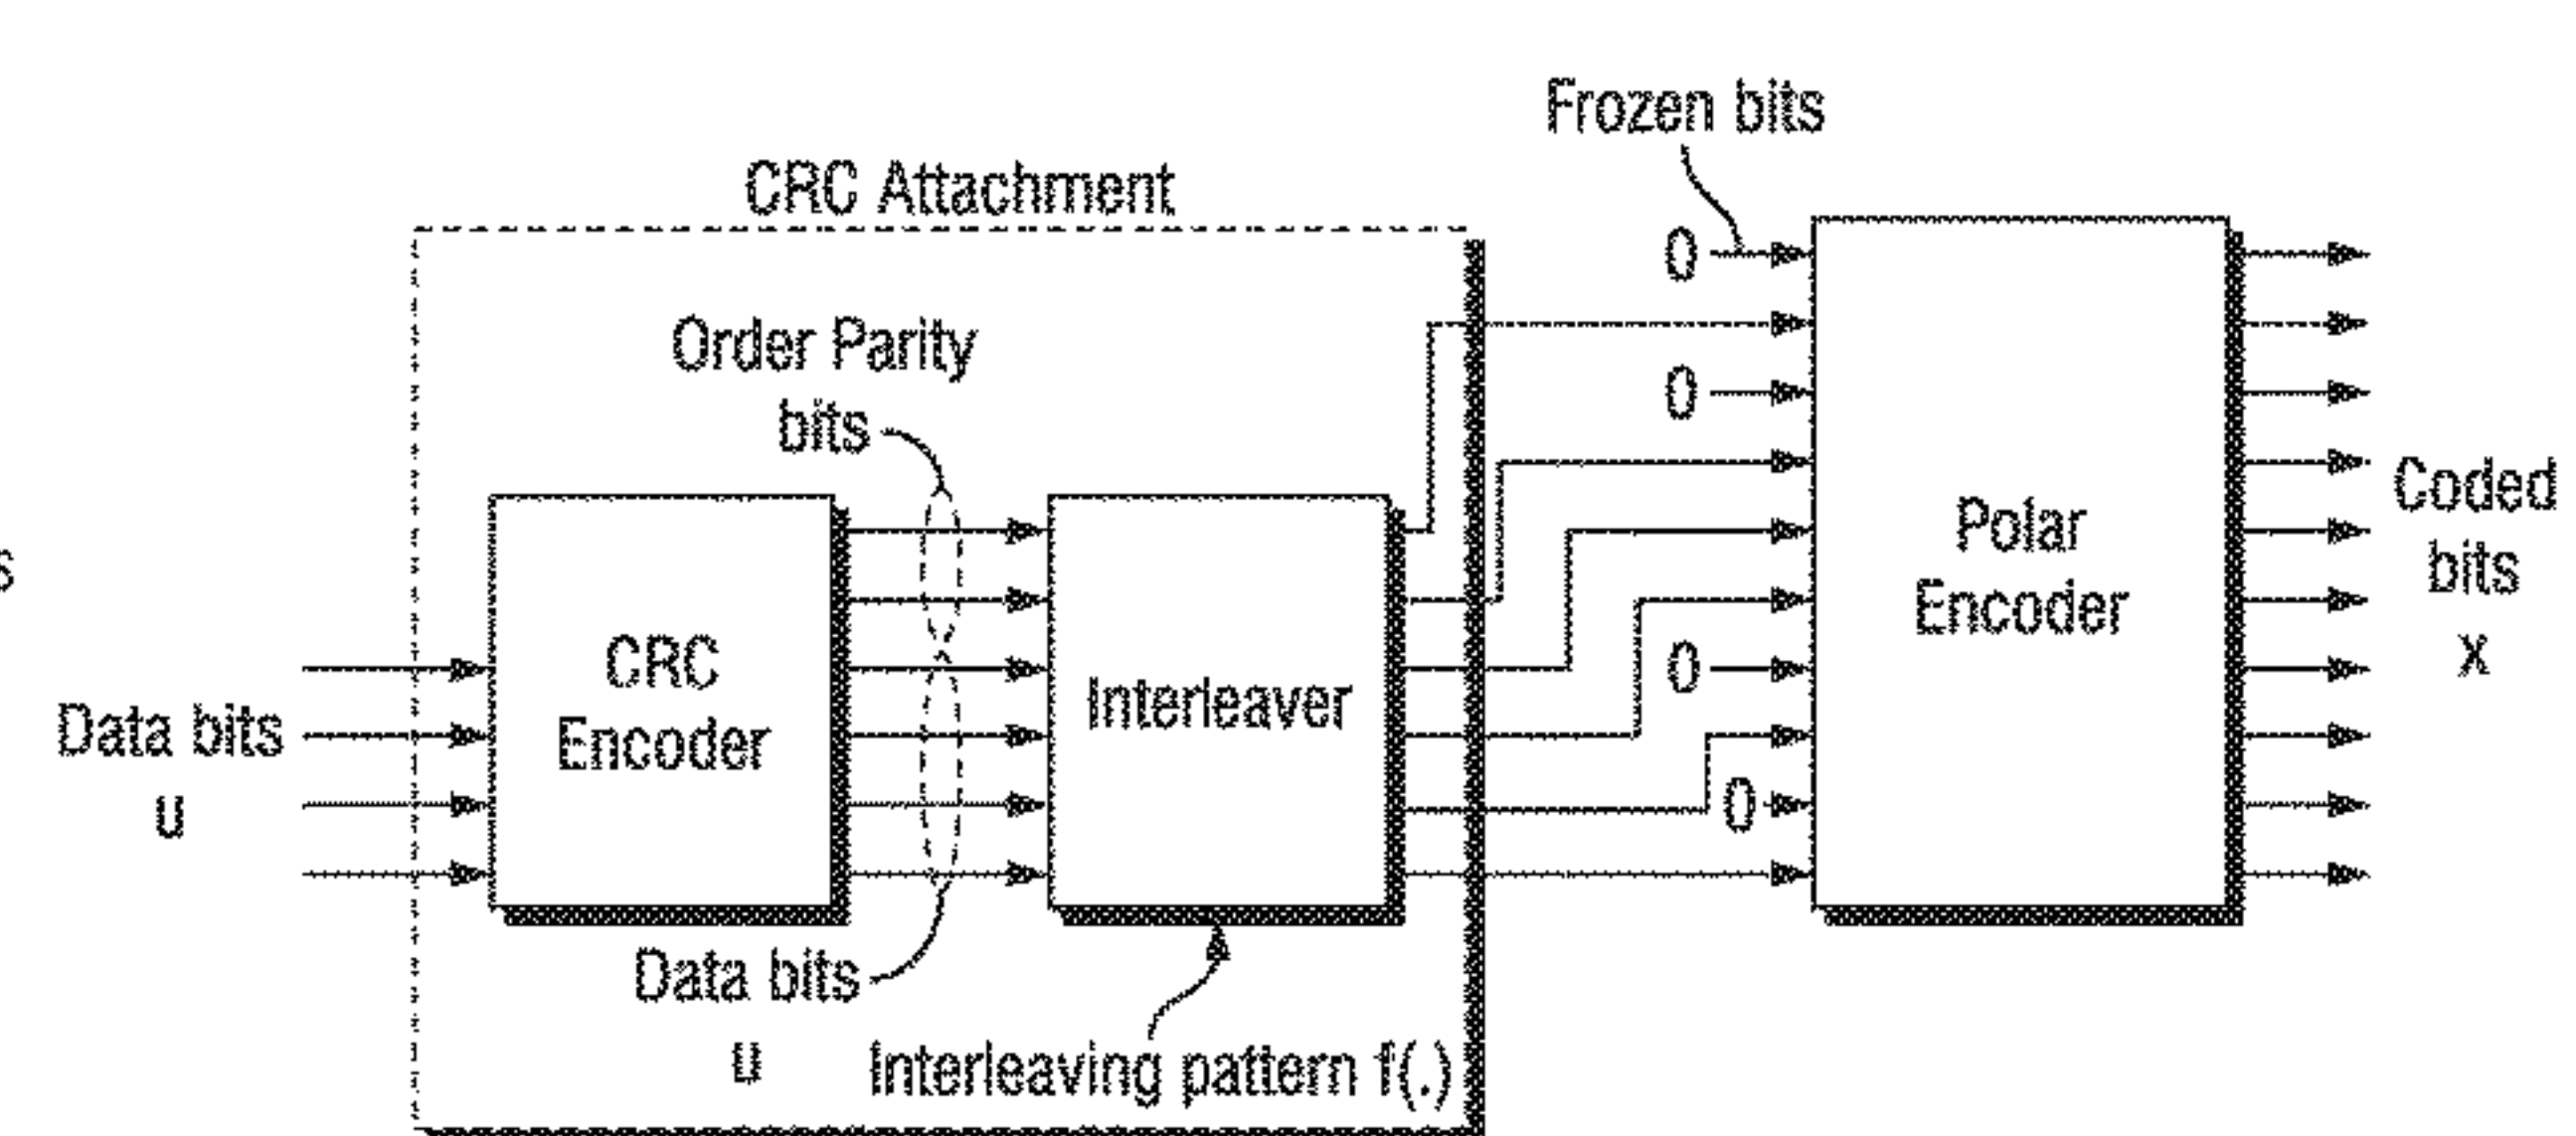 Frozen bits
CRC Attachment
0
Order Parity
bits
0
Coded
bits
x
Polar
Encoder
s
CRC
Encoder
Interleaver
0
Data bits
u
0
Data bits
u
Interleaving pattern f(.)